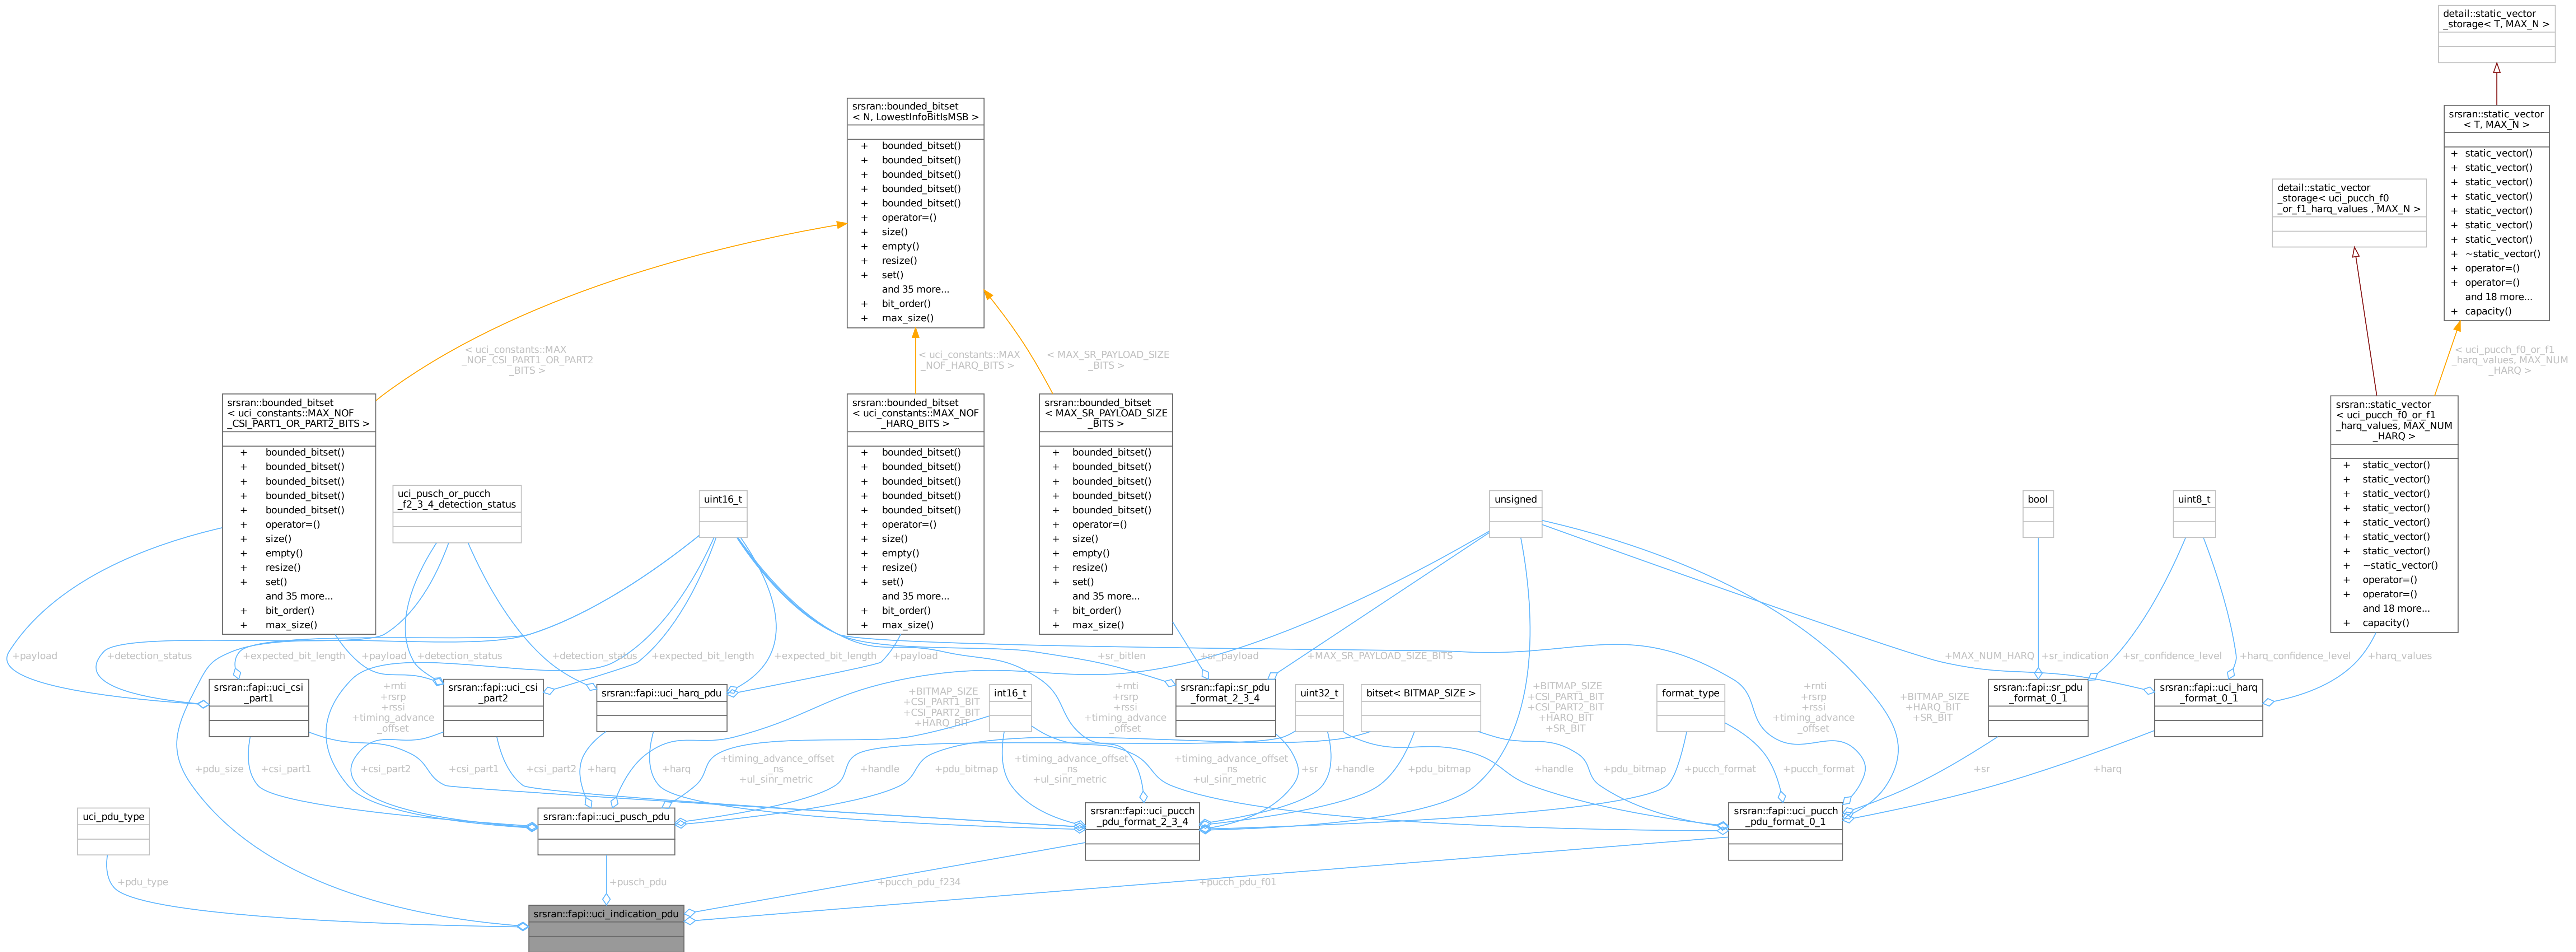 detail::static_vector
_storage< T, MAX_N >
srsran::bounded_bitset
< N, LowestInfoBitIsMSB >
+ bounded_bitset()
+ bounded_bitset()
+ bounded_bitset()
+ bounded_bitset()
+ bounded_bitset()
+ operator=()
+ size()
+ empty()
+ resize()
+ set()
and 35 more...
+ bit_order()
+ max_size()
srsran::static_vector
< T, MAX_N >
+ static_vector()
+ static_vector()
+ static_vector()
+ static_vector()
+ static_vector()
+ static_vector()
+ static_vector()
+ ~static_vector()
+ operator=()
+ operator=()
and 18 more...
+ capacity()
detail::static_vector
_storage< uci_pucch_f0
_or_f1_harq_values , MAX_N >
< uci_constants::MAX
_NOF_CSI_PART1_OR_PART2
_BITS >
< uci_constants::MAX
_NOF_HARQ_BITS >
< MAX_SR_PAYLOAD_SIZE
_BITS >
< uci_pucch_f0_or_f1
_harq_values, MAX_NUM
_HARQ >
srsran::bounded_bitset
< uci_constants::MAX_NOF
_CSI_PART1_OR_PART2_BITS >
+ bounded_bitset()
+ bounded_bitset()
+ bounded_bitset()
+ bounded_bitset()
+ bounded_bitset()
+ operator=()
+ size()
+ empty()
+ resize()
+ set()
and 35 more...
+ bit_order()
+ max_size()
uci_pusch_or_pucch
_f2_3_4_detection_status
uint16_t
srsran::bounded_bitset
< uci_constants::MAX_NOF
_HARQ_BITS >
+ bounded_bitset()
+ bounded_bitset()
+ bounded_bitset()
+ bounded_bitset()
+ bounded_bitset()
+ operator=()
+ size()
+ empty()
+ resize()
+ set()
and 35 more...
+ bit_order()
+ max_size()
srsran::bounded_bitset
< MAX_SR_PAYLOAD_SIZE
_BITS >
+ bounded_bitset()
+ bounded_bitset()
+ bounded_bitset()
+ bounded_bitset()
+ bounded_bitset()
+ operator=()
+ size()
+ empty()
+ resize()
+ set()
and 35 more...
+ bit_order()
+ max_size()
unsigned
bool
uint8_t
srsran::static_vector
< uci_pucch_f0_or_f1
_harq_values, MAX_NUM
_HARQ >
+ static_vector()
+ static_vector()
+ static_vector()
+ static_vector()
+ static_vector()
+ static_vector()
+ static_vector()
+ ~static_vector()
+ operator=()
+ operator=()
and 18 more...
+ capacity()
+payload
+detection_status
+expected_bit_length
+payload
+detection_status
+expected_bit_length
+detection_status
+expected_bit_length
+payload
+sr_bitlen
+sr_payload
+MAX_SR_PAYLOAD_SIZE_BITS
+MAX_NUM_HARQ
+sr_indication
+sr_confidence_level
+harq_confidence_level
+harq_values
srsran::fapi::uci_csi
_part1
+rnti
+rsrp
+rssi
+timing_advance
_offset
srsran::fapi::uci_csi
_part2
srsran::fapi::uci_harq_pdu
+BITMAP_SIZE
+CSI_PART1_BIT
+CSI_PART2_BIT
+HARQ_BIT
int16_t
+rnti
+rsrp
+rssi
+timing_advance
_offset
srsran::fapi::sr_pdu
_format_2_3_4
uint32_t
bitset< BITMAP_SIZE >
+BITMAP_SIZE
+CSI_PART1_BIT
+CSI_PART2_BIT
+HARQ_BIT
+SR_BIT
format_type
+rnti
+rsrp
+rssi
+timing_advance
_offset
+BITMAP_SIZE
+HARQ_BIT
+SR_BIT
srsran::fapi::sr_pdu
_format_0_1
srsran::fapi::uci_harq
_format_0_1
+pdu_size
+csi_part1
+csi_part2
+csi_part1
+csi_part2
+harq
+harq
+timing_advance_offset
_ns
+ul_sinr_metric
+handle
+pdu_bitmap
+timing_advance_offset
_ns
+ul_sinr_metric
+timing_advance_offset
_ns
+ul_sinr_metric
+sr
+handle
+pdu_bitmap
+pucch_format
+handle
+pdu_bitmap
+pucch_format
+sr
+harq
uci_pdu_type
srsran::fapi::uci_pusch_pdu
srsran::fapi::uci_pucch
_pdu_format_2_3_4
srsran::fapi::uci_pucch
_pdu_format_0_1
+pdu_type
+pusch_pdu
+pucch_pdu_f234
+pucch_pdu_f01
srsran::fapi::uci_indication_pdu